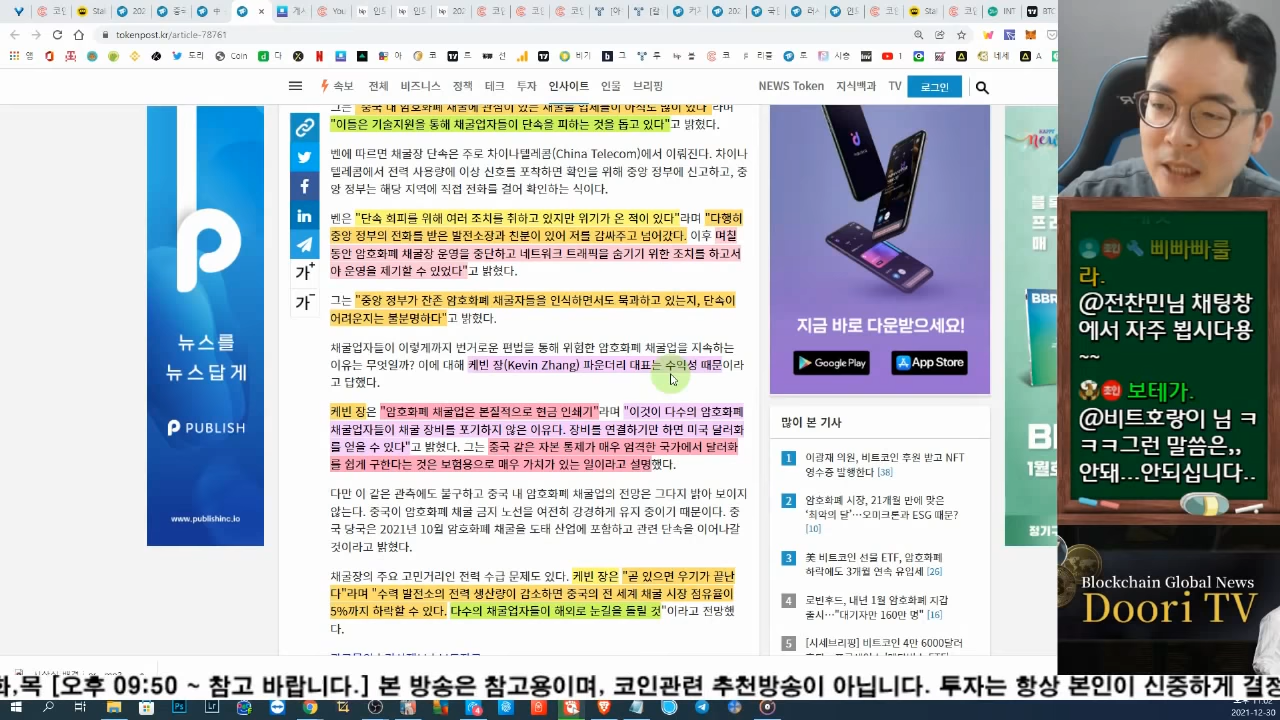 tokenpost.kr/article-78761
속보 전체 비즈니스 정책 테크 투자 인사이트 인물 브리핑
NEWS Token 지식백과 TV 로그인
"이들은 기술지원을 통해 채굴업자들이 단속을 피하는 것을 돕고 있다"고 밝혔다.
벤에 따르면 채굴장 단속은 주로 차이나텔레콤(China Telecom)에서 이뤄진다. 차이나
텔레콤에서 전력 사용량에 이상 신호를 포착하면 확인을 위해 중앙 정부에 신고하고, 중
앙 정부는 해당 지역에 직접 전화를 걸어 확인하는 식이다.
벤은 "단속 회피를 위해 여러 조치를 취하고 있지만 위기가 온 적이 있다"라며 "다행히
중앙 정부의 전화를 받은 발전소장과 친분이 있어 저를 감싸주고 넘어갔다. 이후 며칠
동안 암호화폐 채굴장 운영을 중단하고 네트워크 트래픽을 숨기기 위한 조치를 하고서
야 운영을 재개할 수 있었다"고 밝혔다.
그는 "중앙 정부가 잔존 암호화폐 채굴자들을 인식하면서도 묵과하고 있는지, 단속이
어려운지는 불분명하다"고 밝혔다.
채굴업자들이 이렇게까지 번거로운 편법을 통해 위험한 암호화폐 채굴업을 지속하는
이유는 무엇일까? 이에 대해 케빈 장(Kevin Zhang) 파운더리 대표는 수익성 때문이라
고 답했다.
케빈 장은 "암호화폐 채굴업은 본질적으로 현금 인쇄기"라며 "이것이 다수의 암호화폐
채굴업자들이 채굴 장비를 포기하지 않은 이유다. 장비를 연결하기만 하면 미국 달러화
를 얻을 수 있다"고 밝혔다. 그는 중국 같은 자본 통제가 매우 엄격한 국가에서 달러화
를 쉽게 구한다는 것은 보험용으로 매우 가치가 있는 일이라고 설명했다.
다만 이 같은 관측에도 불구하고 중국 내 암호화폐 채굴업의 전망은 그다지 밝아 보이지
않는다. 중국이 암호화폐 채굴 금지 노선을 여전히 강경하게 유지 중이기 때문이다. 중
국 당국은 2021년 10월 암호화폐 채굴을 도태 산업에 포함하고 관련 단속을 이어나갈
것이라고 밝혔다.
채굴장의 주요 고민거리인 전력 수급 문제도 있다. 케빈 장은 "곧 있으면 우기가 끝난
다"라며 "수력 발전소의 전력 생산량이 감소하면 중국의 전 세계 채굴 시장 점유율이
5%까지 하락할 수 있다. 다수의 채굴업자들이 해외로 눈길을 돌릴 것"이라고 전망했
다.
가+
가-
뉴스를
뉴스답게
PUBLISH
www.publishinc.io
지금 바로 다운받으세요!
Google Play
App Store
많이 본 기사
1 이광재 의원, 비트코인 후원 받고 NFT
영수증 발행한다 [38]
2 암호화폐 시장, 21개월 만에 맞은
'최악의 달'…오미크론과 ESG 때문?
[10]
3 美 비트코인 선물 ETF, 암호화폐
하락에도 3개월 연속 유입세 [26]
4 로빈후드, 내년 1월 암호화폐 지갑
출시…"대기자만 160만 명" [16]
5 [시세브리핑] 비트코인 4만 6000달러
삐빠빠룰
라.
@전찬민님 채팅창
에서 자주 뵙시다용
~~
보테가.
@비트호랑이 님 ㅋ
ㅋㅋ그런 말씀은,,
안돼...안되십니다..
Blockchain Global News
Doori TV
화,목 [오후 09:50 ~ 참고 바랍니다.] 본 방송은 참고용이며, 코인관련 추천방송이 아닙니다. 투자는 항상 본인이 신중하게 결정
2021-12-30